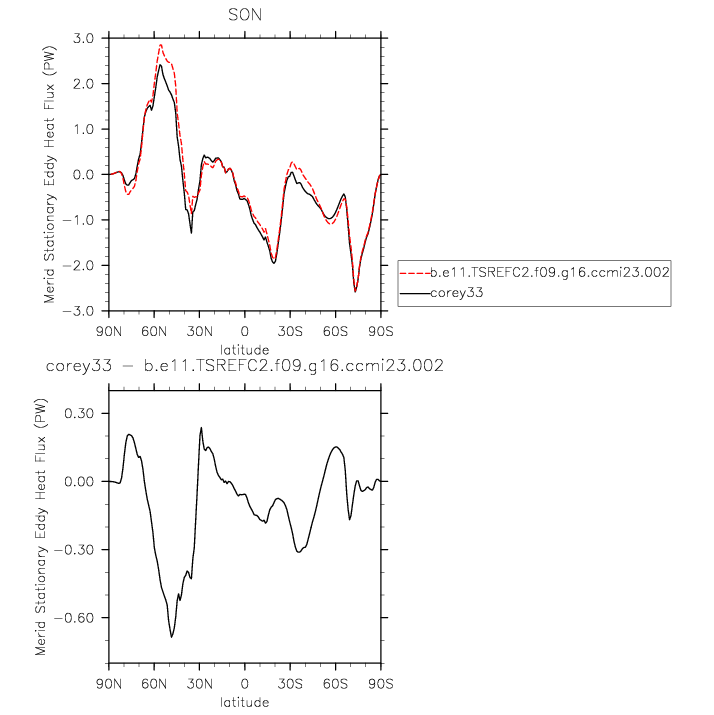 SON
Merid Stationary Eddy Heat Flux (PW)
3.0
2.0
1.0
0.0
−1.0
−2.0
−3.0
90N 60N 30N 0 30S 60S 90S
latitude
b.e11.TSREFC2.f09.g16.ccmi23.002
corey33
corey33 − b.e11.TSREFC2.f09.g16.ccmi23.002
Merid Stationary Eddy Heat Flux (PW)
0.30
0.00
−0.30
−0.60
90N 60N 30N 0 30S 60S 90S
latitude